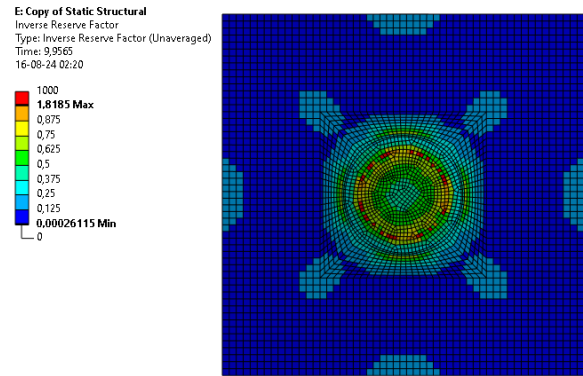 E: Copy of Static Structural
Inverse Reserve Factor
Type: Inverse Reserve Factor (Unaveraged)
Time: 9,9565
16-08-24 02:20
1000
1,8185 Max
0,875
0,75
0,625
0,5
0,375
0,25
0,125
0,00026115 Min
0